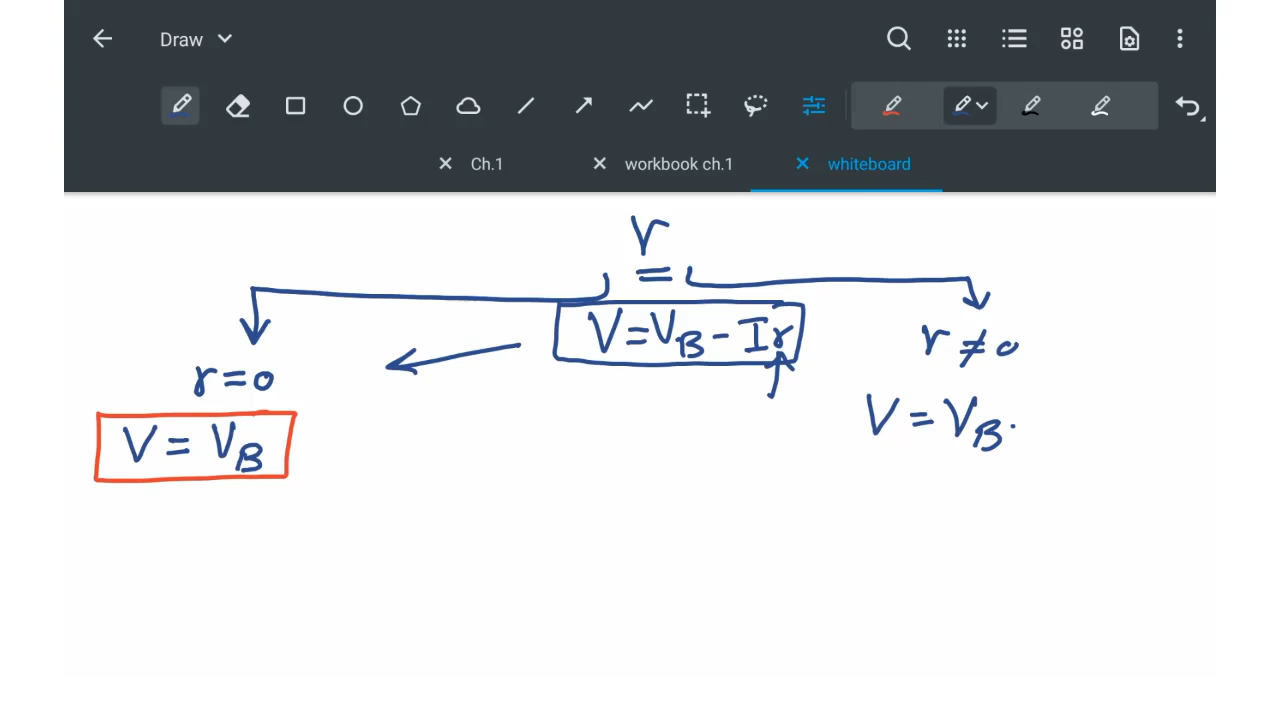 Draw
Ch.1
workbook ch.1
whiteboard
r
V=VB-Ir
r=0
V=VB
r≠0
V=VB.